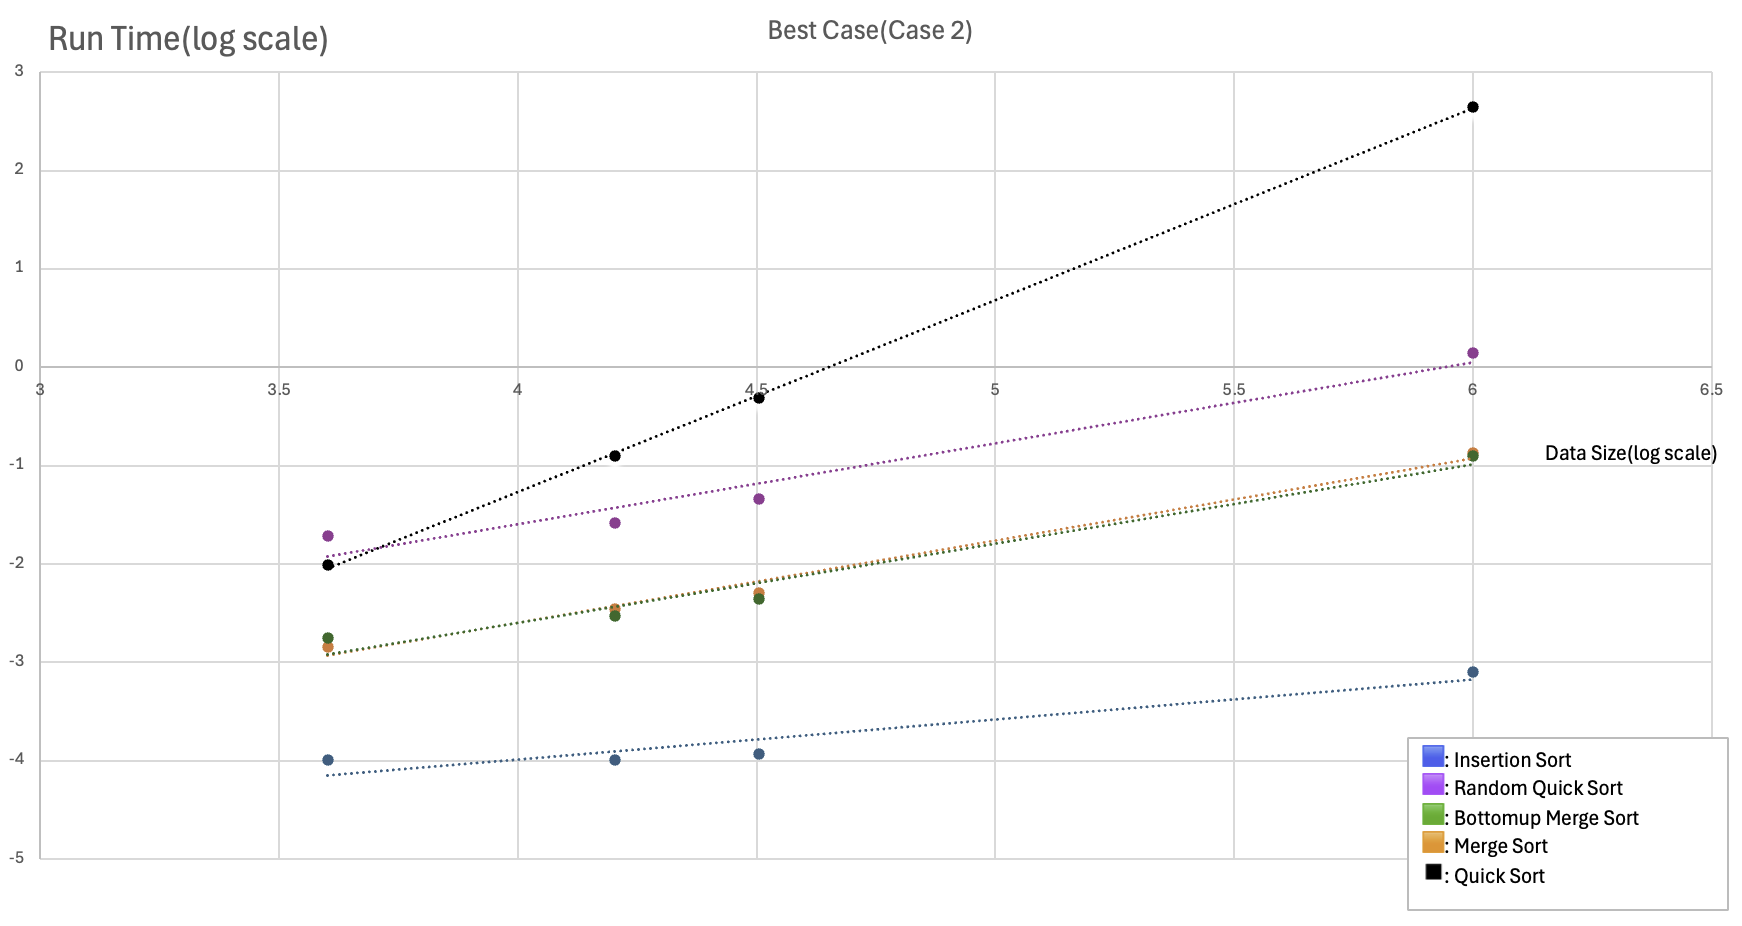 Run Time(log scale)
Best Case(Case 2)
3
2
1
0
3 3.5 4 4.5 5 5.5 6 6.5
-1
Data Size(log scale)
-2
-3
-4
-5
: Insertion Sort
: Random Quick Sort
: Bottomup Merge Sort
: Merge Sort
: Quick Sort